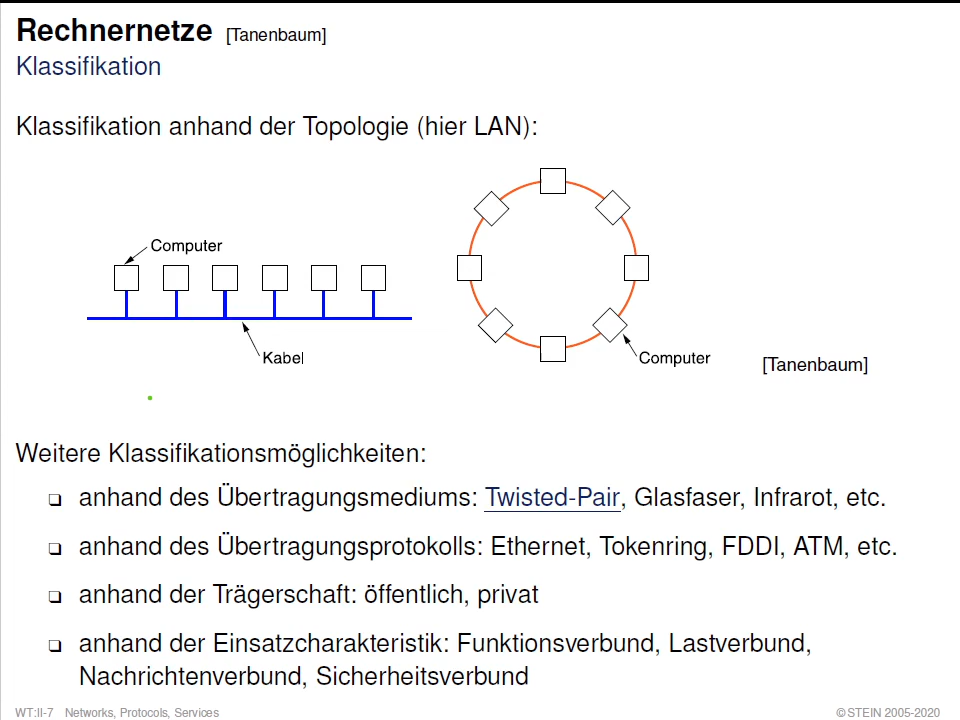 Rechnernetze [Tanenbaum]
Klassifikation
Klassifikation anhand der Topologie (hier LAN):
Computer
Kabel
Computer
[Tanenbaum]
Weitere Klassifikationsmöglichkeiten:
❑ anhand des Übertragungsmediums: Twisted-Pair, Glasfaser, Infrarot, etc.
❑ anhand des Übertragungsprotokolls: Ethernet, Tokenring, FDDI, ATM, etc.
❑ anhand der Trägerschaft: öffentlich, privat
❑ anhand der Einsatzcharakteristik: Funktionsverbund, Lastverbund,
Nachrichtenverbund, Sicherheitsverbund
WT:II-7 Networks, Protocols, Services ©STEIN 2005-2020